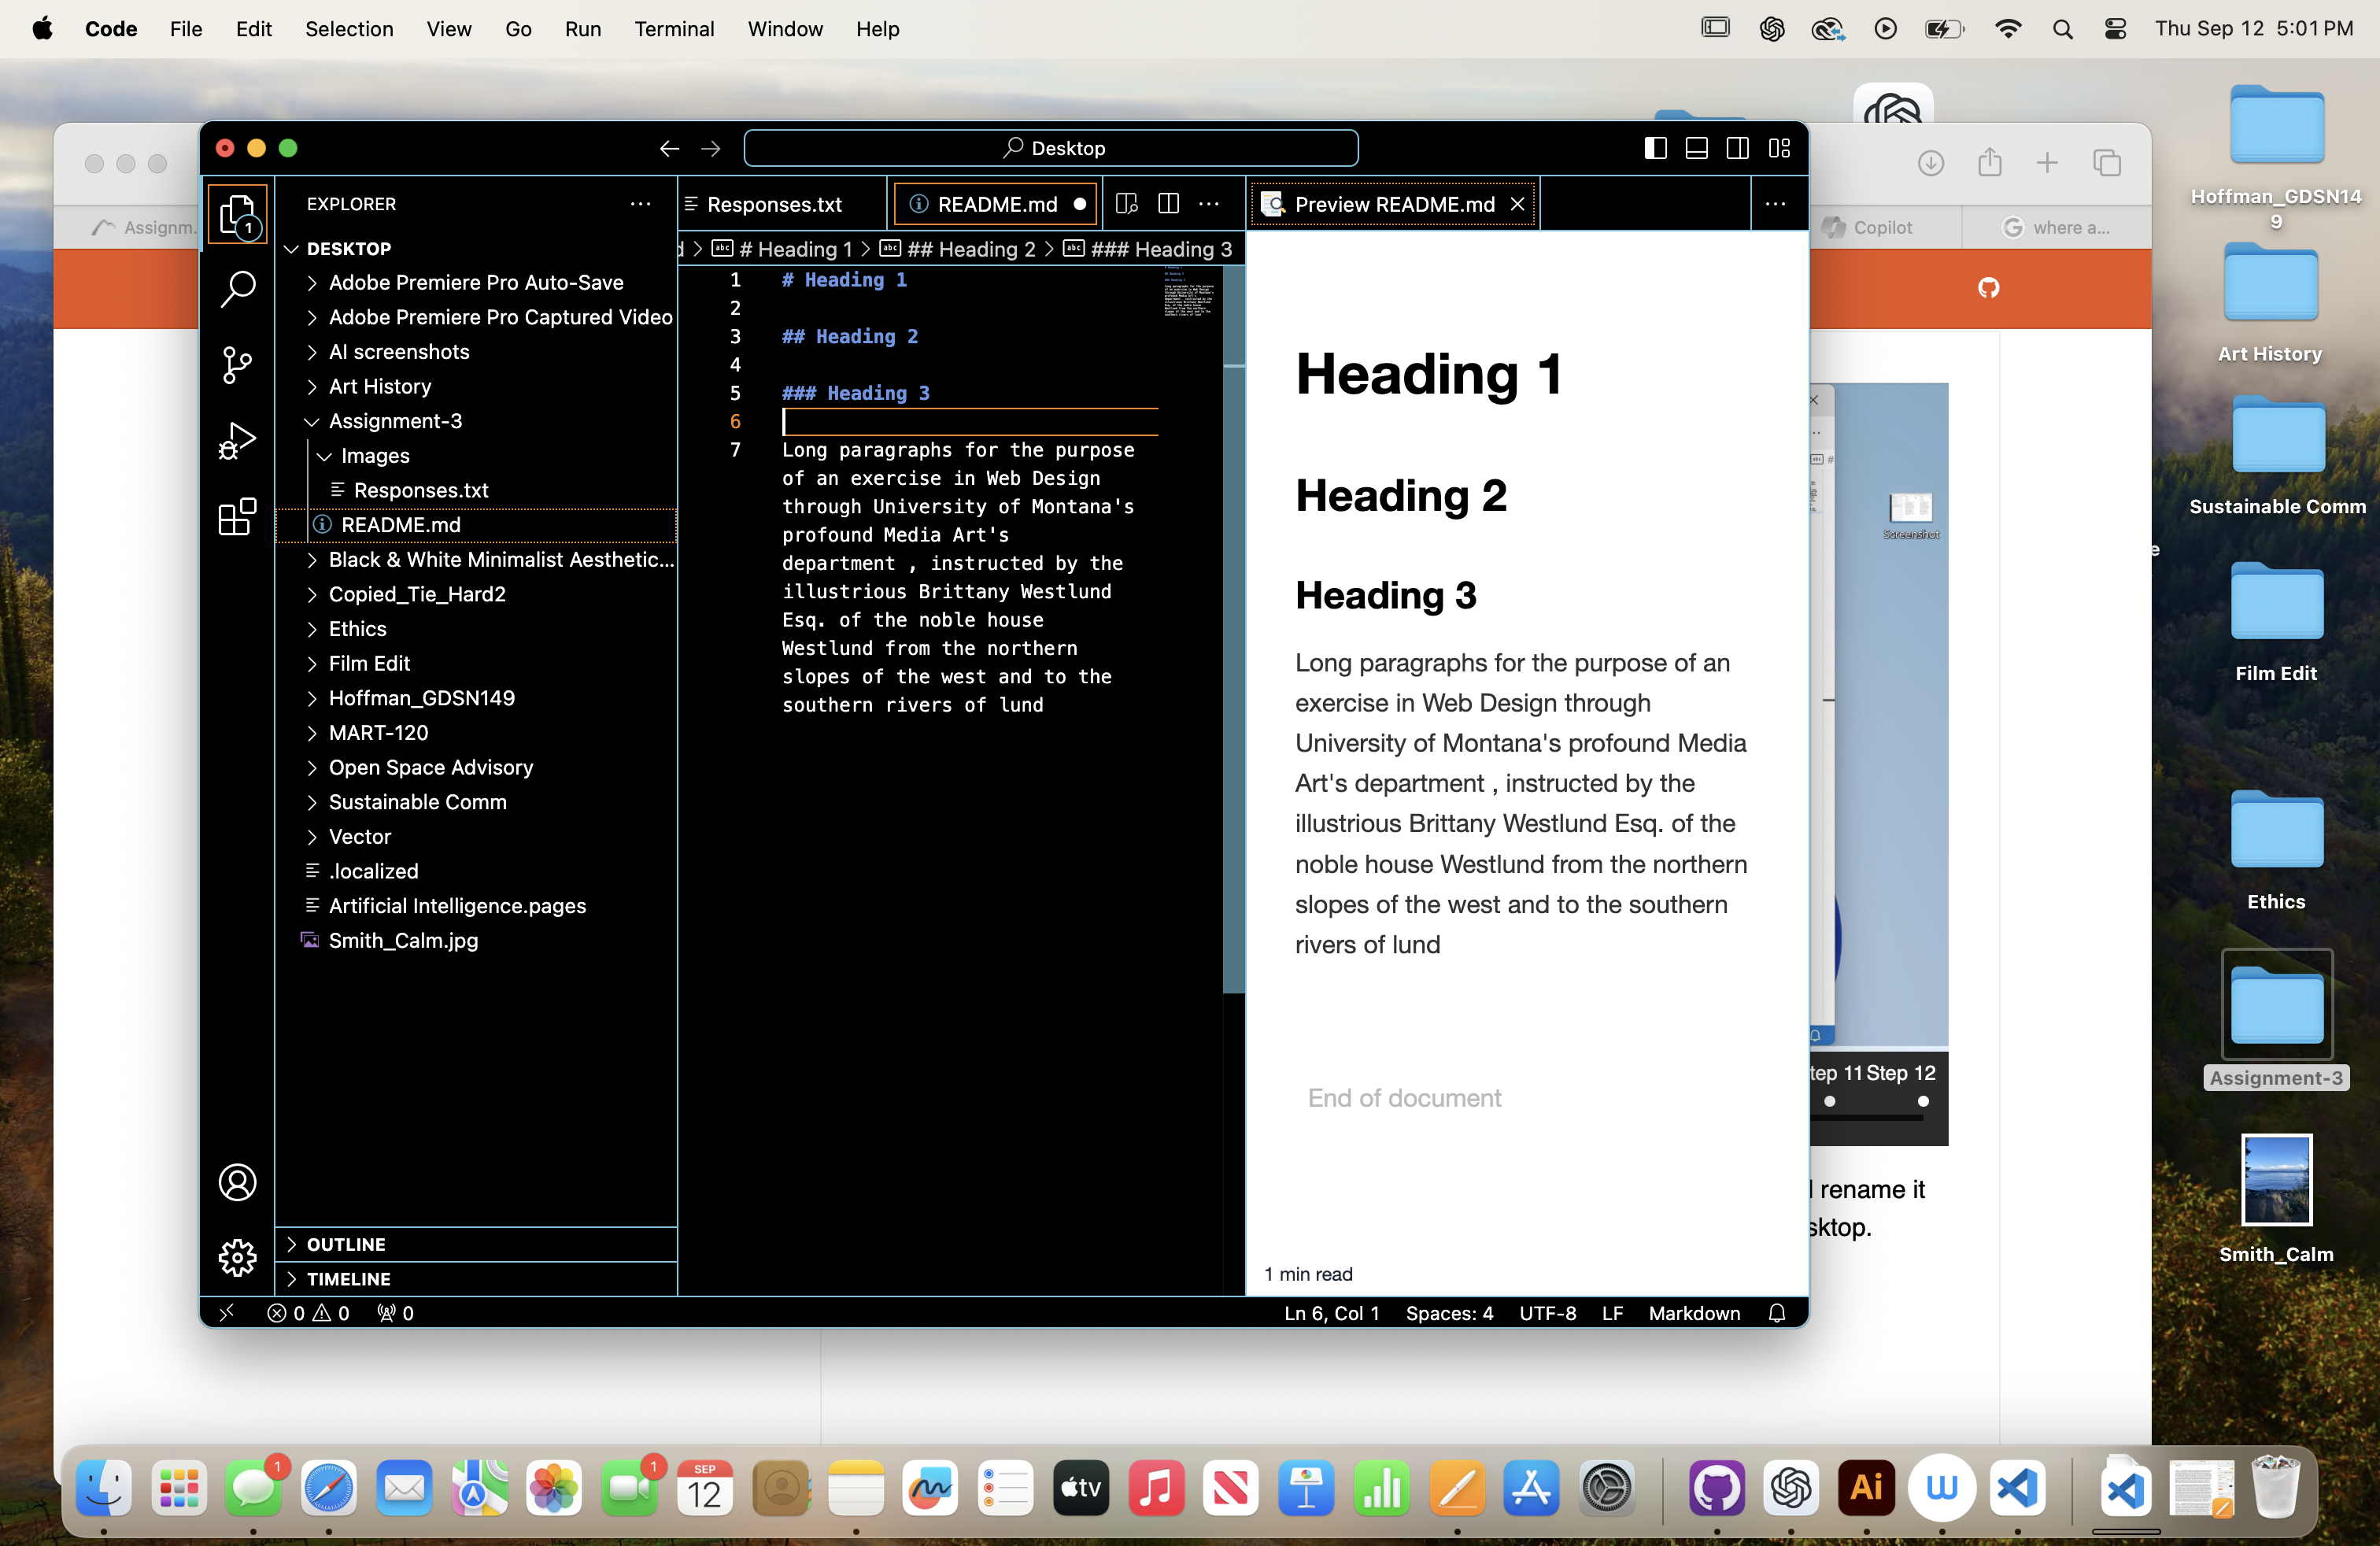 Code File Edit Selection View Go Run Terminal Window Help Thu Sep 12 5:01 PM
Desktop
EXPLORER
1
DESKTOP
Adobe Premiere Pro Auto-Save
Adobe Premiere Pro Captured Video
AI screenshots
Art History
Assignment-3
Images
Responses.txt
README.md
Black & White Minimalist Aesthetic...
Copied_Tie_Hard2
Ethics
Film Edit
Hoffman_GDSN149
MART-120
Open Space Advisory
Sustainable Comm
Vector
.localized
Artificial Intelligence.pages
Smith_Calm.jpg
OUTLINE
TIMELINE
Responses.txt README.md
d > # Heading 1 > ## Heading 2 > ### Heading 3
1 # Heading 1
2
3 ## Heading 2
4
5 ### Heading 3
6
7 Long paragraphs for the purpose
of an exercise in Web Design
through University of Montana's
profound Media Art's
department , instructed by the
illustrious Brittany Westlund
Esq. of the noble house
Westlund from the northern
slopes of the west and to the
southern rivers of lund
Preview README.md
Heading 1
Heading 2
Heading 3
Long paragraphs for the purpose of an
exercise in Web Design through
University of Montana's profound Media
Art's department , instructed by the
illustrious Brittany Westlund Esq. of the
noble house Westlund from the northern
slopes of the west and to the southern
rivers of lund
End of document
1 min read
0 0 0
Ln 6, Col 1 Spaces: 4 UTF-8 LF Markdown
Assignm.
Copilot
where a...
Screenshot
tep 11 Step 12
rename it
sktop.
Hoffman_GDSN14
9
Art History
Sustainable Comm
e
Film Edit
Ethics
Assignment-3
Smith_Calm
1
1
SEP
12
tv
Ai
W